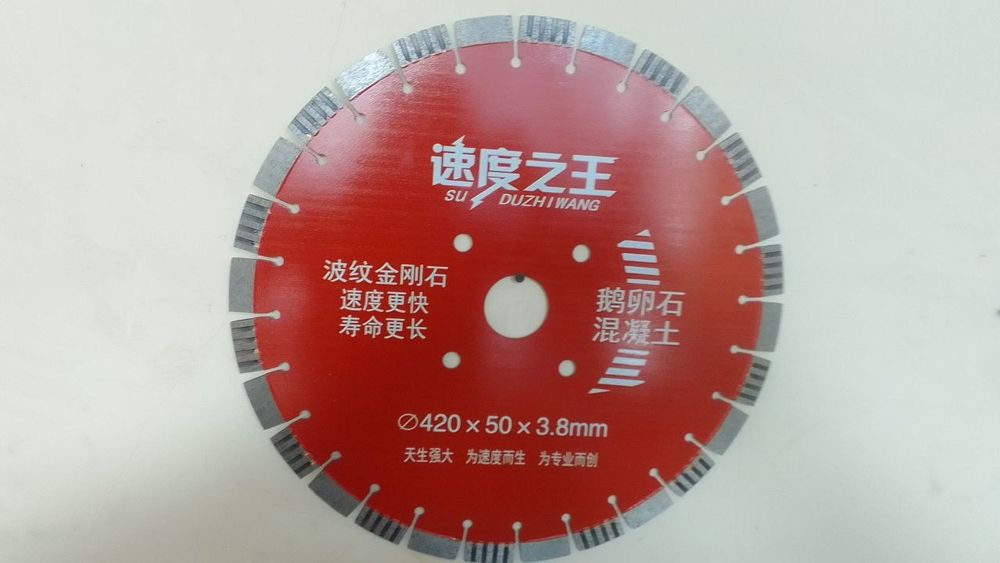 速度之王
SU DUZHIWANG
波纹金刚石
速度更快
寿命更长
鹅卵石
混凝土
∅420×50×3.8mm
天生强大 为速度而生 为专业而创